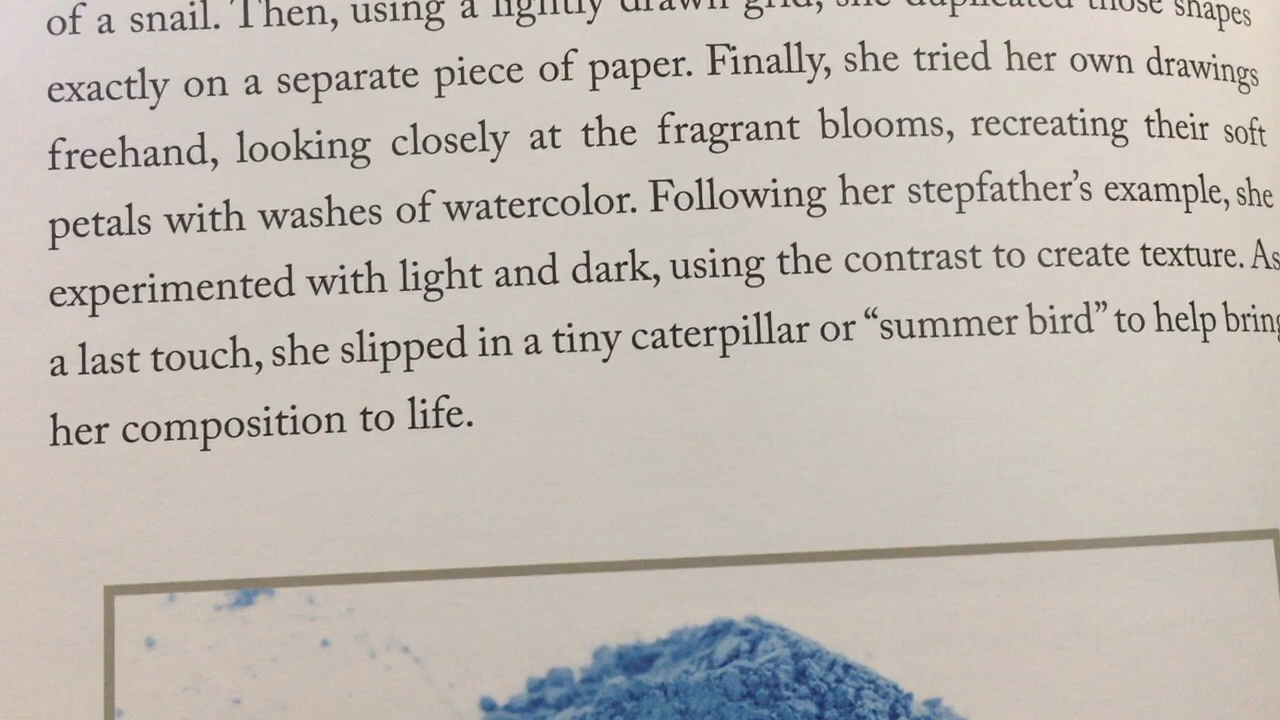 of a snail. Then, using a lightly drawn grid, she duplicated those shapes
exactly on a separate piece of paper. Finally, she tried her own drawings
freehand, looking closely at the fragrant blooms, recreating their soft
petals with washes of watercolor. Following her stepfather’s example, she
experimented with light and dark, using the contrast to create texture. As
a last touch, she slipped in a tiny caterpillar or “summer bird” to help bring
her composition to life.